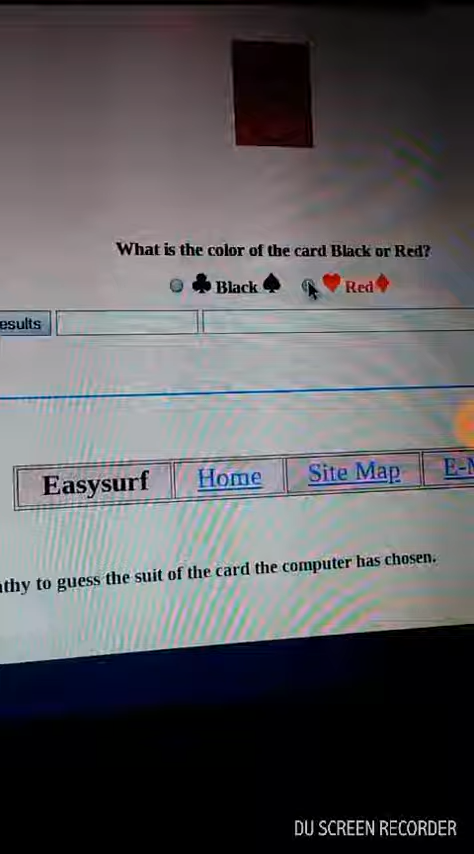 What is the color of the card Black or Red?
Black Red
esults
Easysurf Home Site Map
to guess the suit of the card the computer has chosen.
DU SCREEN RECORDER